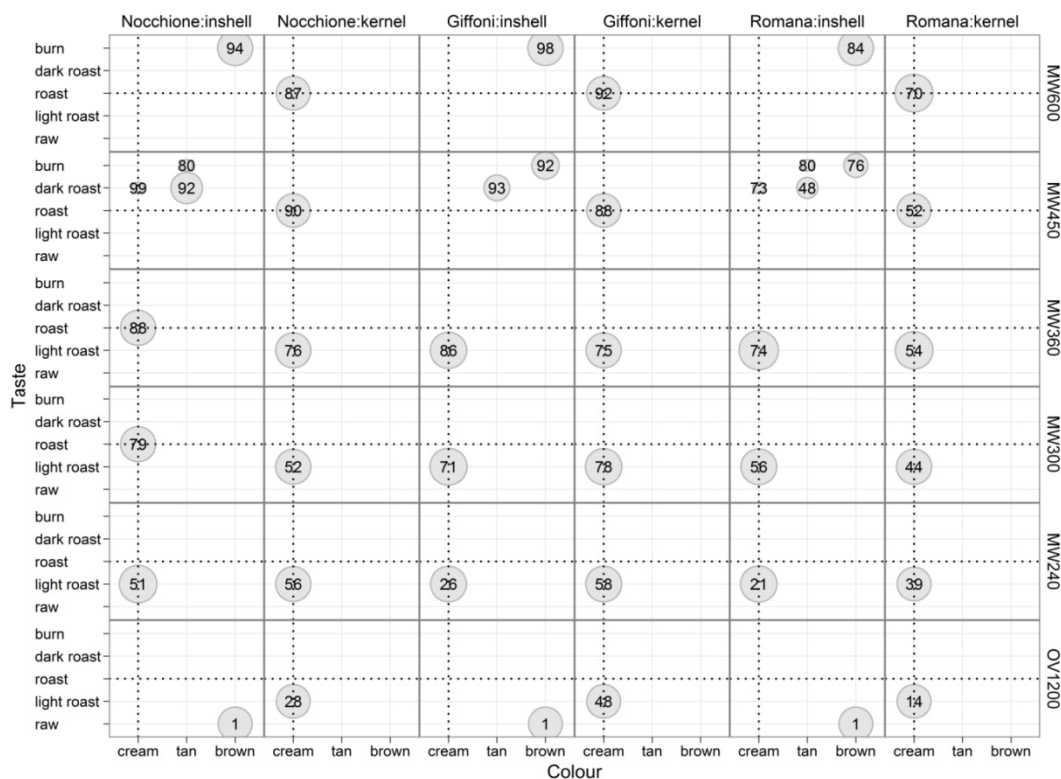 Nocchione:inshell Nocchione:kernel Giffoni:inshell Giffoni:kernel Romana:inshell Romana:kernel
burn 94 98 84
dark roast
roast 87 92 70
light roast
raw
MW600
burn 80 92 80 76
dark roast 99 92 93 73 48
roast 90 88 52
light roast
raw
MW450
burn
dark roast
roast 88
light roast 76 86 75 74 54
raw
MW360
Taste
burn
dark roast
roast 79
light roast 52 71 78 56 44
raw
MW300
burn
dark roast
roast
light roast 51 56 26 58 21 39
raw
MW240
burn
dark roast
roast
light roast 28 48 14
raw 1 1 1
OV1200
cream tan brown cream tan brown cream tan brown cream tan brown cream tan brown cream tan brown
Colour